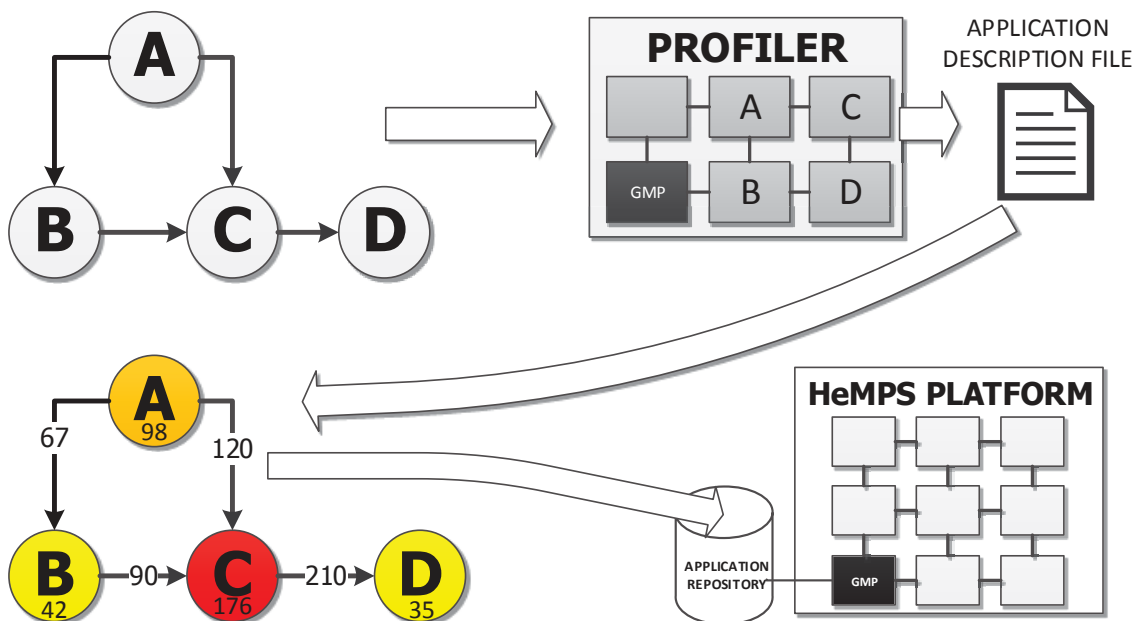 A
B
C
D
PROFILER
A
C
GMP
B
D
APPLICATION
DESCRIPTION FILE
A
98
67
120
B
42
90
C
176
210
D
35
APPLICATION
REPOSITORY
HeMPS PLATFORM
GMP